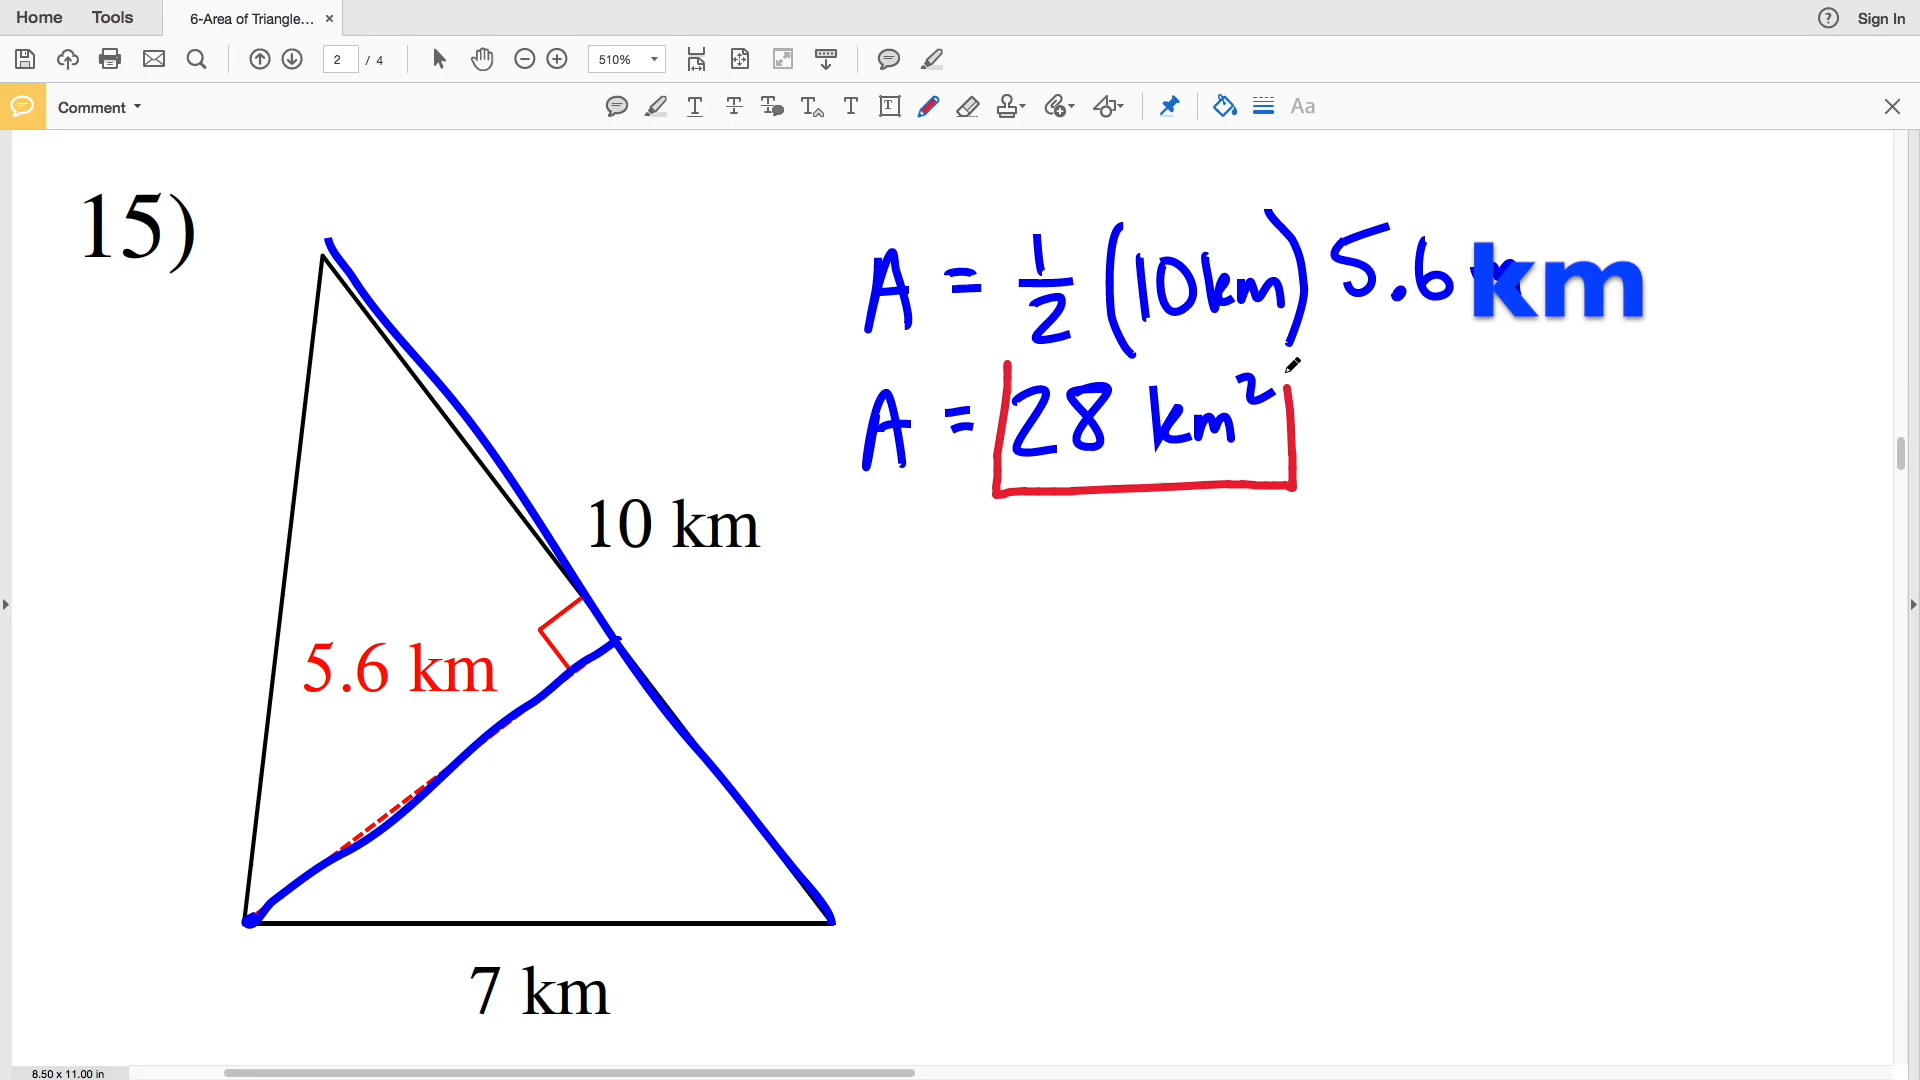 Home Tools 6-Area of Triangle... × ? Sign In
2 / 4 510%
Comment Aa
15)
A = 1/2 (10km) 5.6 km
A = 28 km²
10 km
5.6 km
7 km
8.50 x 11.00 in